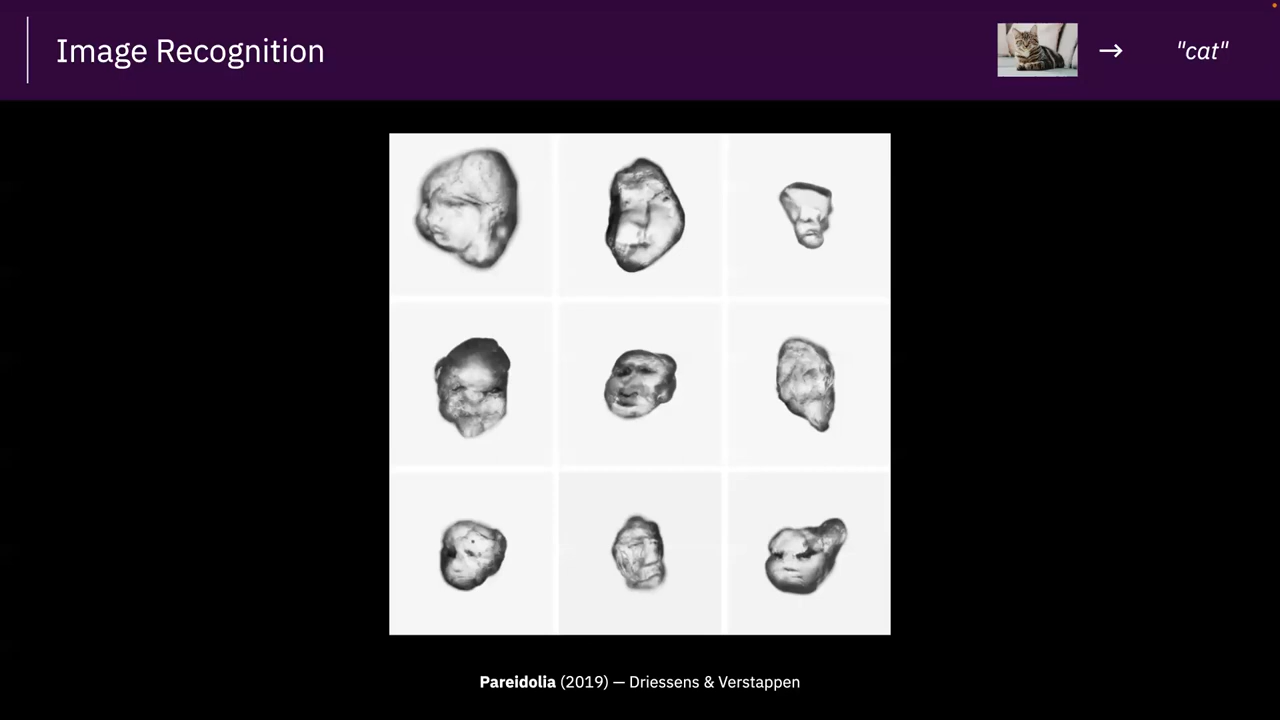 Image Recognition
→ "cat"
Pareidolia (2019) — Driessens & Verstappen